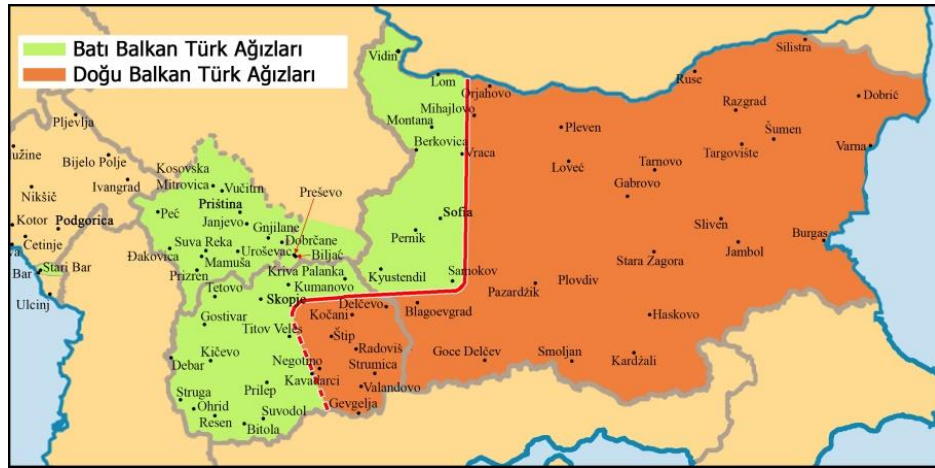 Batı Balkan Türk Ağızları
Doğu Balkan Türk Ağızları
Vidin
Lom
Orjahovo
Mihajlovo
Montana
Berkovica
Vraca
Sofia
Pernik
Kyustendil
Samokov
Silistra
Ruse
Dobrič
Razgrad
Šumen
Pleven
Targovište
Varna
Loveč
Tarnovo
Gabrovo
Sliven
Burgas
Jambol
Stara Zagora
Plovdiv
Pazardžik
Blagoevgrad
Haskovo
Goce Delčev
Smoljan
Kardžali
Pljevlja
užine
Bijelo Polje
Ivangrad
Nikšič
Kotor
Podgorica
va
Cetinje
Bar
Stari Bar
Ulcinj
Kosovska
Mitrovica
Vučitrn
Preševo
Peč
Priština
Janjevo
Gnjilane
Dobrčane
Suva Reka
Uroševac
Biljač
Đakovica
Mamuša
Prizren
Kriva Palanka
Tetovo
Kumanovo
Skopje
Delčevo
Gostivar
Kočani
Titov Veles
Štip
Radoviš
Kičevo
Debar
Negotino
Strumica
Kavadarci
Prilep
Valandovo
Struga
Ohrid
Suvodol
Gevgelja
Resen
Bitola